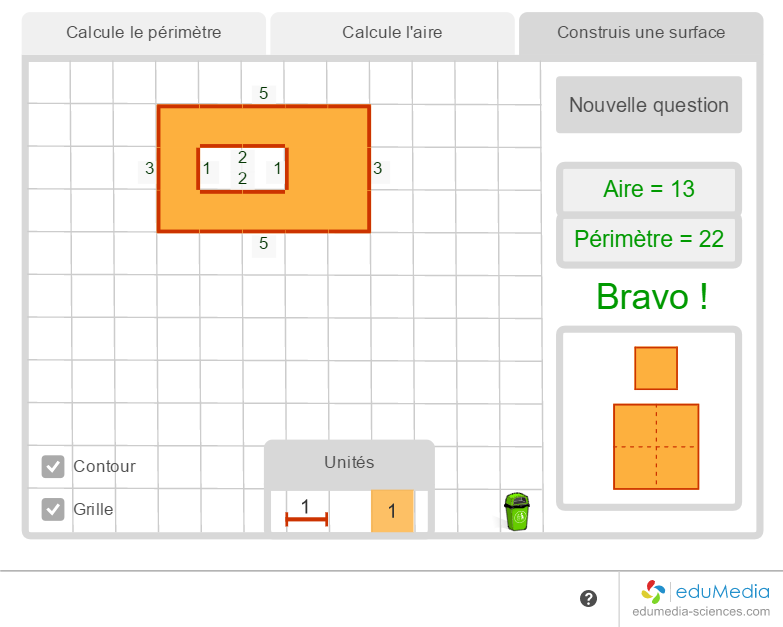 Calcule le périmètre
Calcule l'aire
Construis une surface
5
3
1
2
2
1
3
5
Nouvelle question
Aire = 13
Périmètre = 22
Bravo !
Contour
Grille
Unités
1
1
?
eduMedia
edumedia-sciences.com